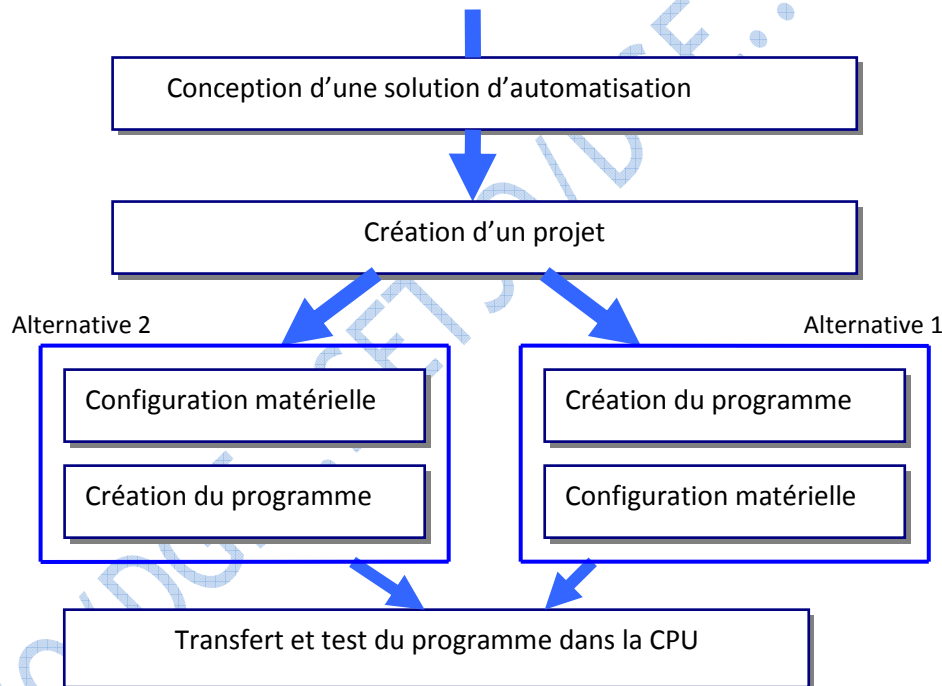 Conception d’une solution d’automatisation
Création d’un projet
Alternative 2
Alternative 1
Configuration matérielle
Création du programme
Création du programme
Configuration matérielle
Transfert et test du programme dans la CPU